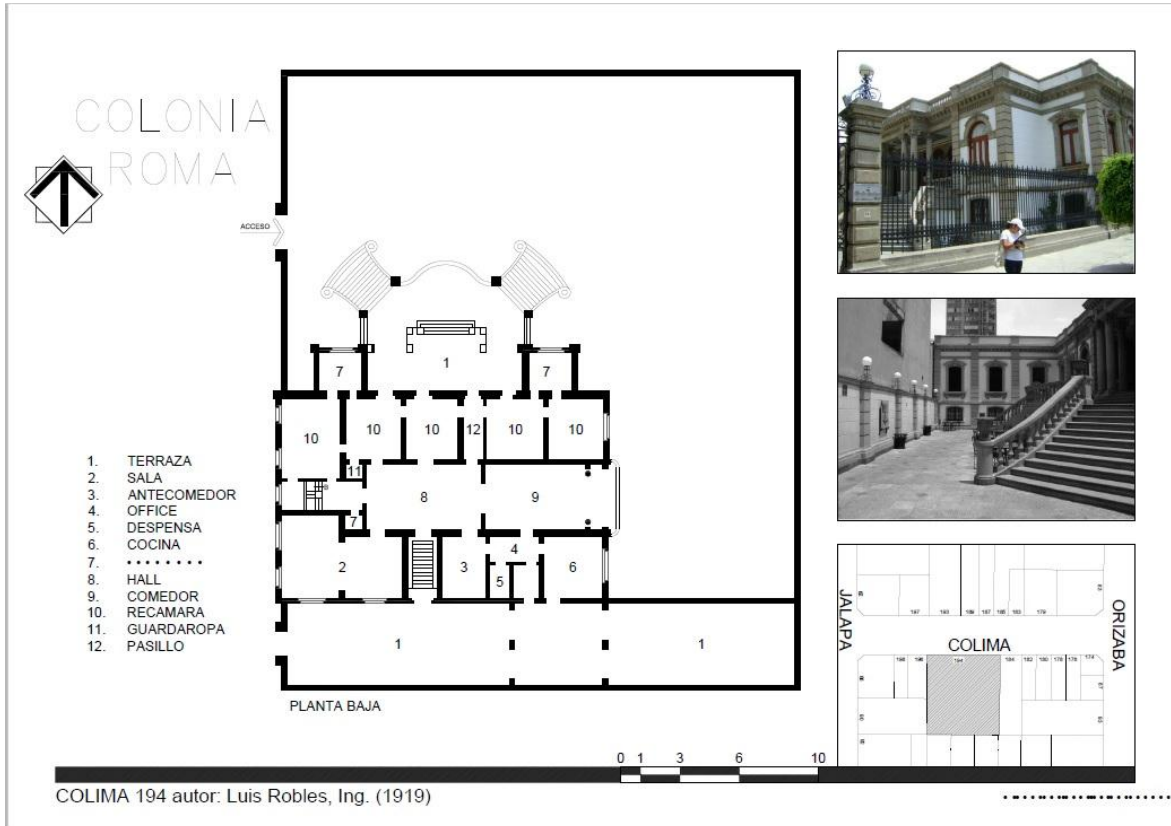 COLONIA
ROMA
ACCESO
7
1
7
10
10
10
12
10
10
11
8
9
7
2
3
4
5
6
1
1
1. TERRAZA
2. SALA
3. ANTECOMEDOR
4. OFFICE
5. DESPENSA
6. COCINA
7. • • • • • • • •
8. HALL
9. COMEDOR
10. RECAMARA
11. GUARDAROPA
12. PASILLO
PLANTA BAJA
JALAPA
COLIMA
ORIZABA
194
0 1 3 6 10
COLIMA 194 autor: Luis Robles, Ing. (1919)